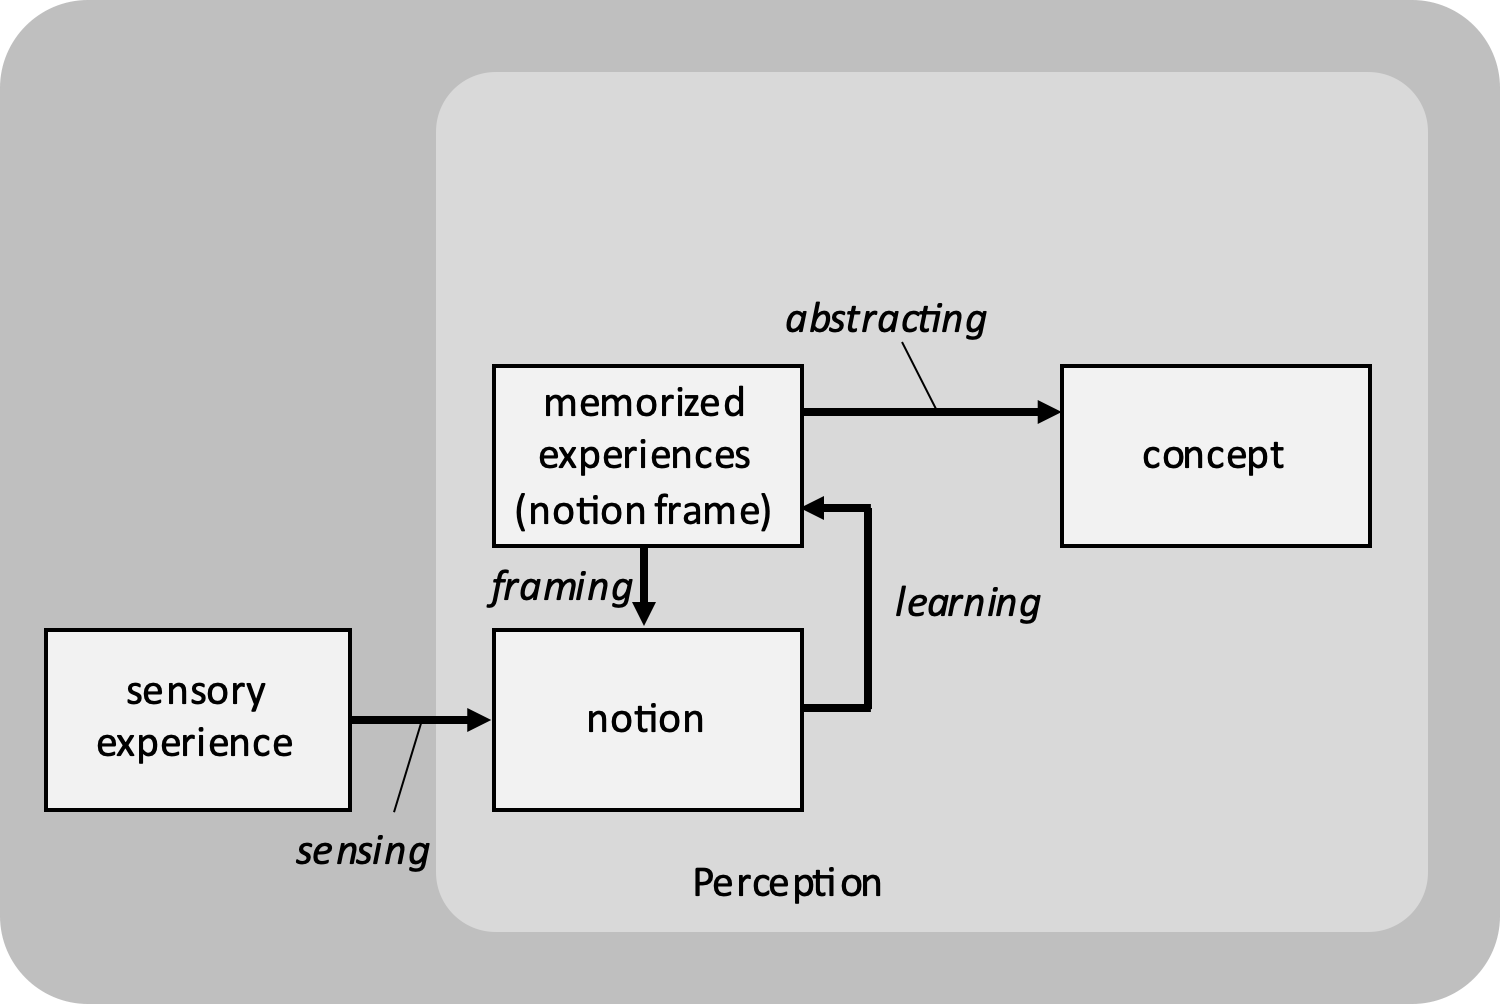 abstracting
memorized
experiences
(notion frame)
concept
framing
learning
sensory
experience
notion
sensing
Perception